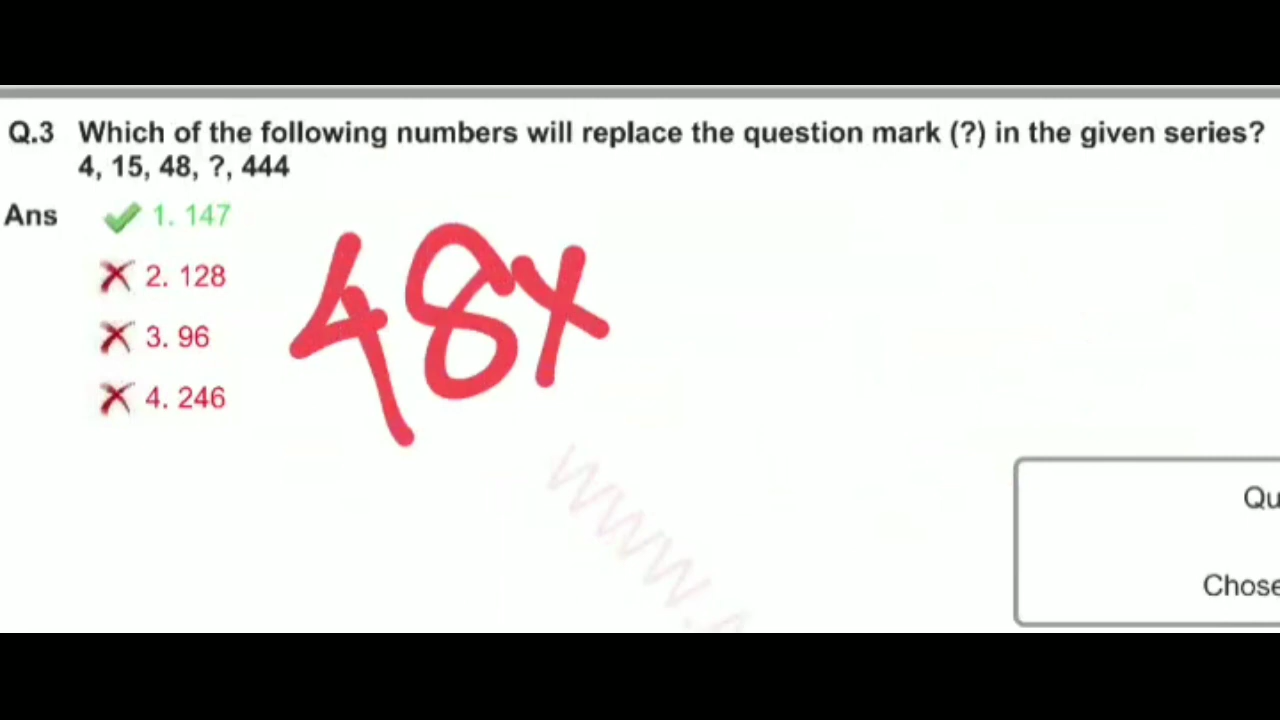 Q.3 Which of the following numbers will replace the question mark (?) in the given series?
4, 15, 48, ?, 444
Ans 1. 147
2. 128
3. 96
4. 246
48x
www.
Qu
Chose